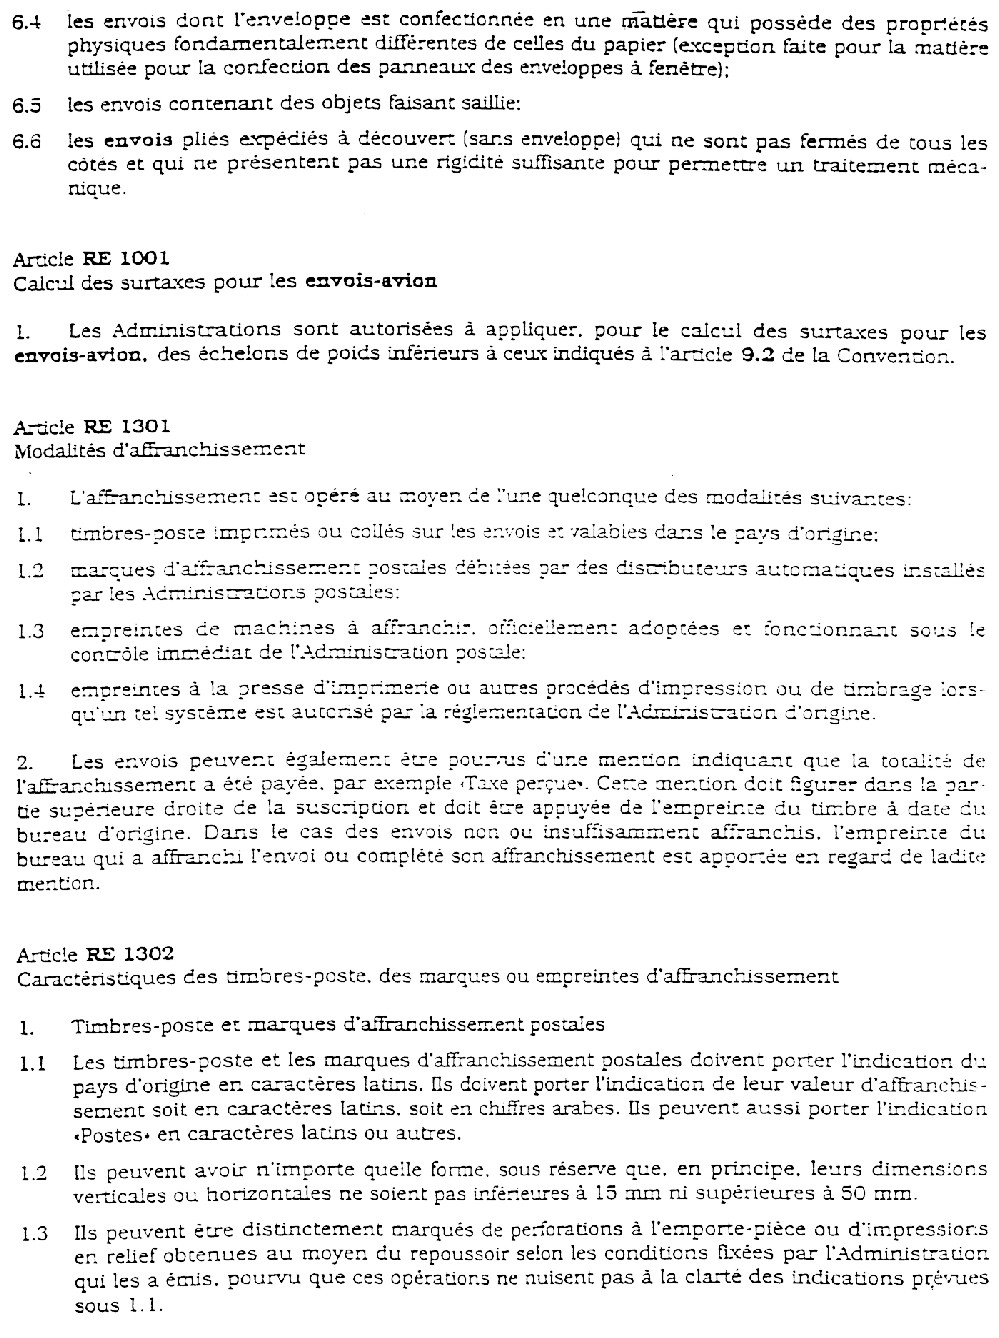 6.4 les envois dont l'enveloppe est confectionnée en une matière qui possède des propriétés
physiques fondamentalement différentes de celles du papier (exception faite pour la matière
utilisée pour la confection des panneaux des enveloppes à fenêtre);
6.5 les envois contenant des objets faisant saillie;
6.6 les envois pliés expédiés à découvert (sans enveloppe) qui ne sont pas fermés de tous les
côtés et qui ne présentent pas une rigidité suffisante pour permettre un traitement méca-
nique.
Article RE 1001
Calcul des surtaxes pour les envois-avion
1. Les Administrations sont autorisées à appliquer, pour le calcul des surtaxes pour les
envois-avion, des échelons de poids inférieurs à ceux indiqués à l'article 9.2 de la Convention.
Article RE 1301
Modalités d'affranchissement
1. L'affranchissement est opéré au moyen de l'une quelconque des modalités suivantes:
1.1 timbres-poste imprimés ou collés sur les envois et valables dans le pays d'origine;
1.2 marques d'affranchissement postales débitées par des distributeurs automatiques installés
par les Administrations postales;
1.3 empreintes de machines à affranchir, officiellement adoptées et fonctionnant sous le
contrôle immédiat de l'Administration postale;
1.4 empreintes à la presse d'imprimerie ou autres procédés d'impression ou de timbrage lors-
qu'un tel système est autorisé par la réglementation de l'Administration d'origine.
2. Les envois peuvent également être pourvus d'une mention indiquant que la totalité de
l'affranchissement a été payée, par exemple «Taxe perçue». Cette mention doit figurer dans la par-
tie supérieure droite de la suscription et doit être appuyée de l'empreinte du timbre à date du
bureau d'origine. Dans le cas des envois non ou insuffisamment affranchis, l'empreinte du
bureau qui a affranchi l'envoi ou complété son affranchissement est apportée en regard de ladite
mention.
Article RE 1302
Caractéristiques des timbres-poste, des marques ou empreintes d'affranchissement
1. Timbres-poste et marques d'affranchissement postales
1.1 Les timbres-poste et les marques d'affranchissement postales doivent porter l'indication du
pays d'origine en caractères latins. Ils doivent porter l'indication de leur valeur d'affranchis-
sement soit en caractères latins, soit en chiffres arabes. Ils peuvent aussi porter l'indication
«Postes» en caractères latins ou autres.
1.2 Ils peuvent avoir n'importe quelle forme, sous réserve que, en principe, leurs dimensions
verticales ou horizontales ne soient pas inférieures à 15 mm ni supérieures à 50 mm.
1.3 Ils peuvent être distinctement marqués de perforations à l'emporte-pièce ou d'impressions
en relief obtenues au moyen du repoussoir selon les conditions fixées par l'Administration
qui les a émis, pourvu que ces opérations ne nuisent pas à la clarté des indications prévues
sous 1.1.